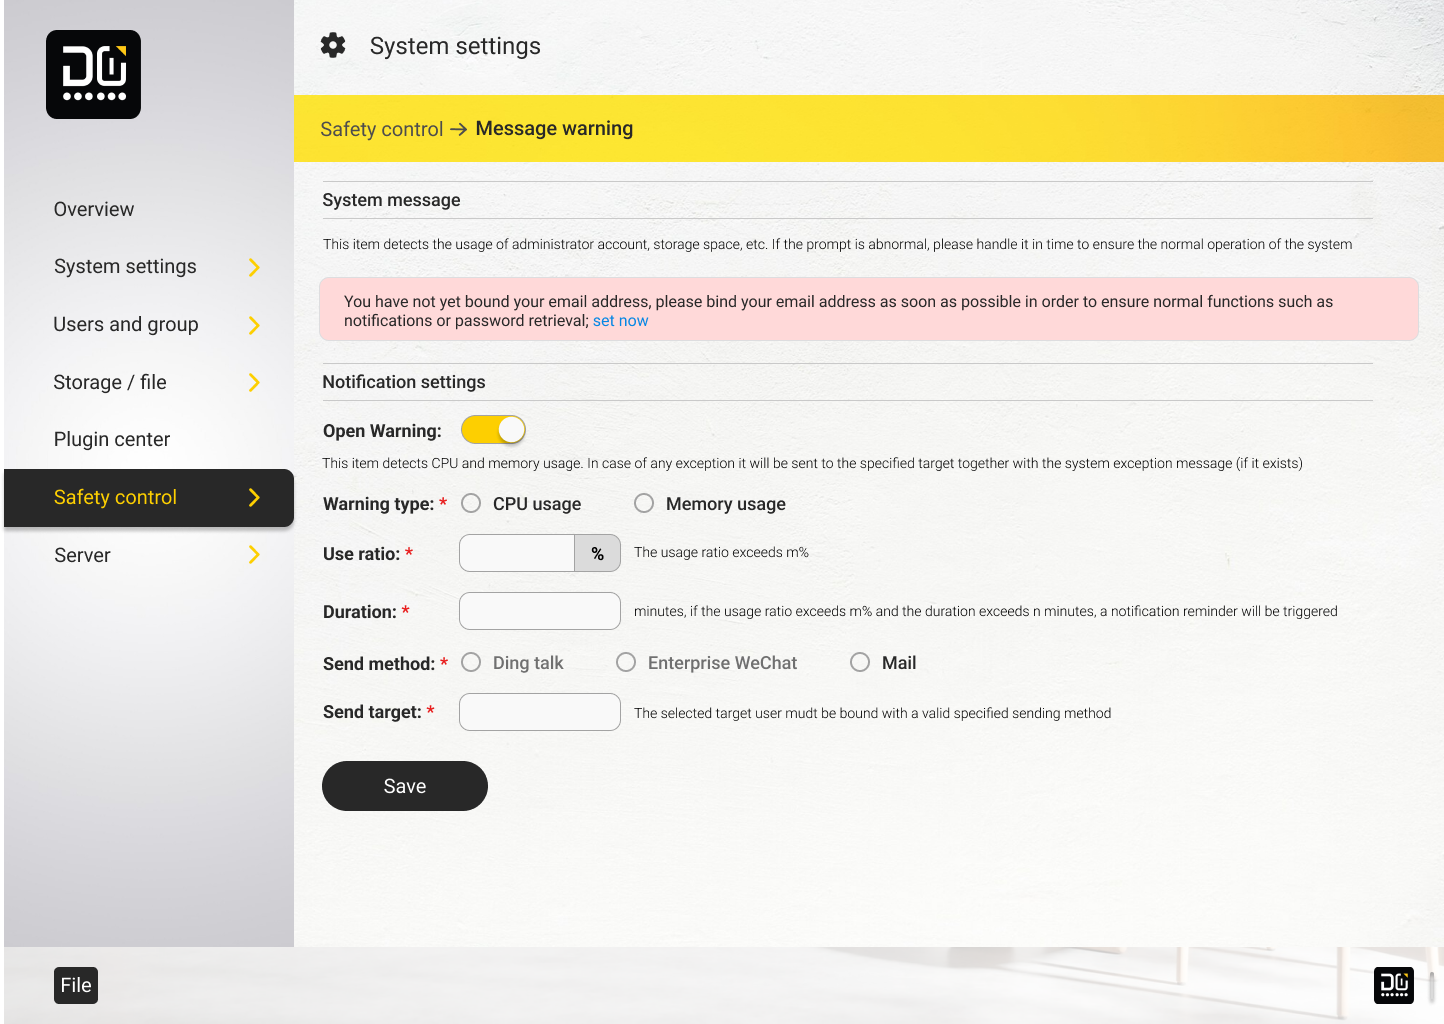 System settings
Safety control → Message warning
Overview
System settings
Users and group
Storage / file
Plugin center
Safety control
Server
System message
This item detects the usage of administrator account, storage space, etc. If the prompt is abnormal, please handle it in time to ensure the normal operation of the system
You have not yet bound your email address, please bind your email address as soon as possible in order to ensure normal functions such as
notifications or password retrieval; set now
Notification settings
Open Warning:
This item detects CPU and memory usage. In case of any exception it will be sent to the specified target together with the system exception message (if it exists)
Warning type: * CPU usage Memory usage
Use ratio: * % The usage ratio exceeds m%
Duration: * minutes, if the usage ratio exceeds m% and the duration exceeds n minutes, a notification reminder will be triggered
Send method: * Ding talk Enterprise WeChat Mail
Send target: * The selected target user mudt be bound with a valid specified sending method
Save
File